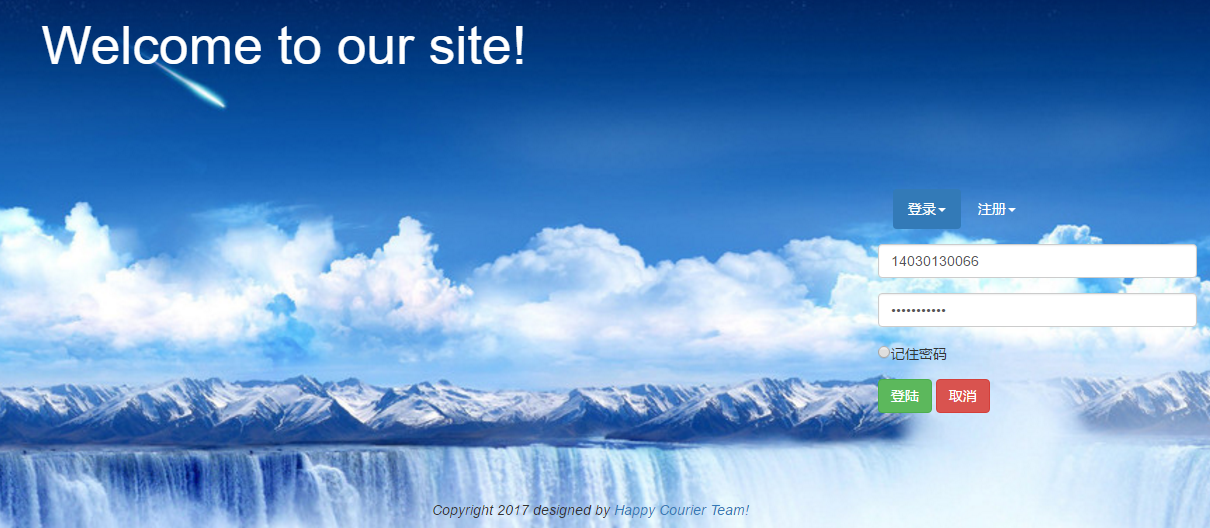 Welcome to our site!
登录 注册
14030130066
•••••••••••
记住密码
登陆 取消
Copyright 2017 designed by Happy Courier Team!